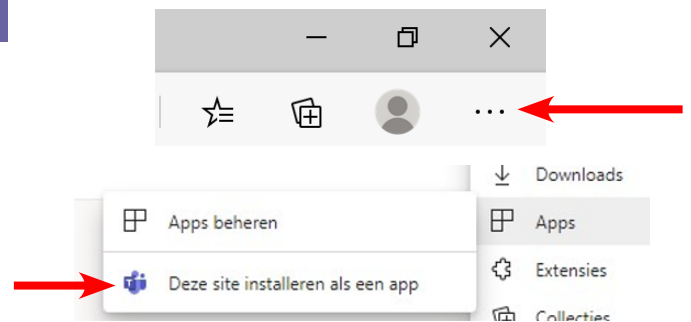 Downloads
Apps beheren
Apps
Deze site installeren als een app
Extensies
Collecties